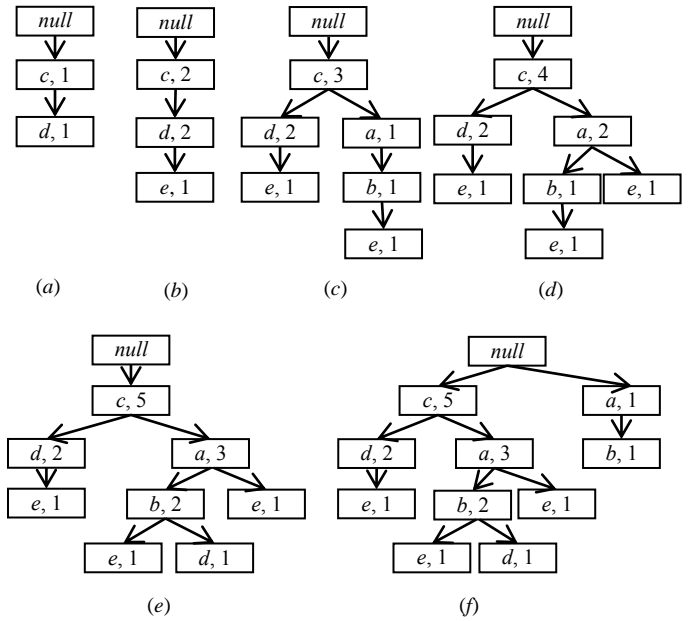 null
c, 1
d, 1
(a)
null
c, 2
d, 2
e, 1
(b)
null
c, 3
d, 2
a, 1
e, 1
b, 1
e, 1
(c)
null
c, 4
d, 2
a, 2
e, 1
b, 1
e, 1
e, 1
(d)
null
c, 5
d, 2
a, 3
e, 1
b, 2
e, 1
e, 1
d, 1
(e)
null
c, 5
a, 1
d, 2
a, 3
b, 1
e, 1
b, 2
e, 1
e, 1
d, 1
(f)